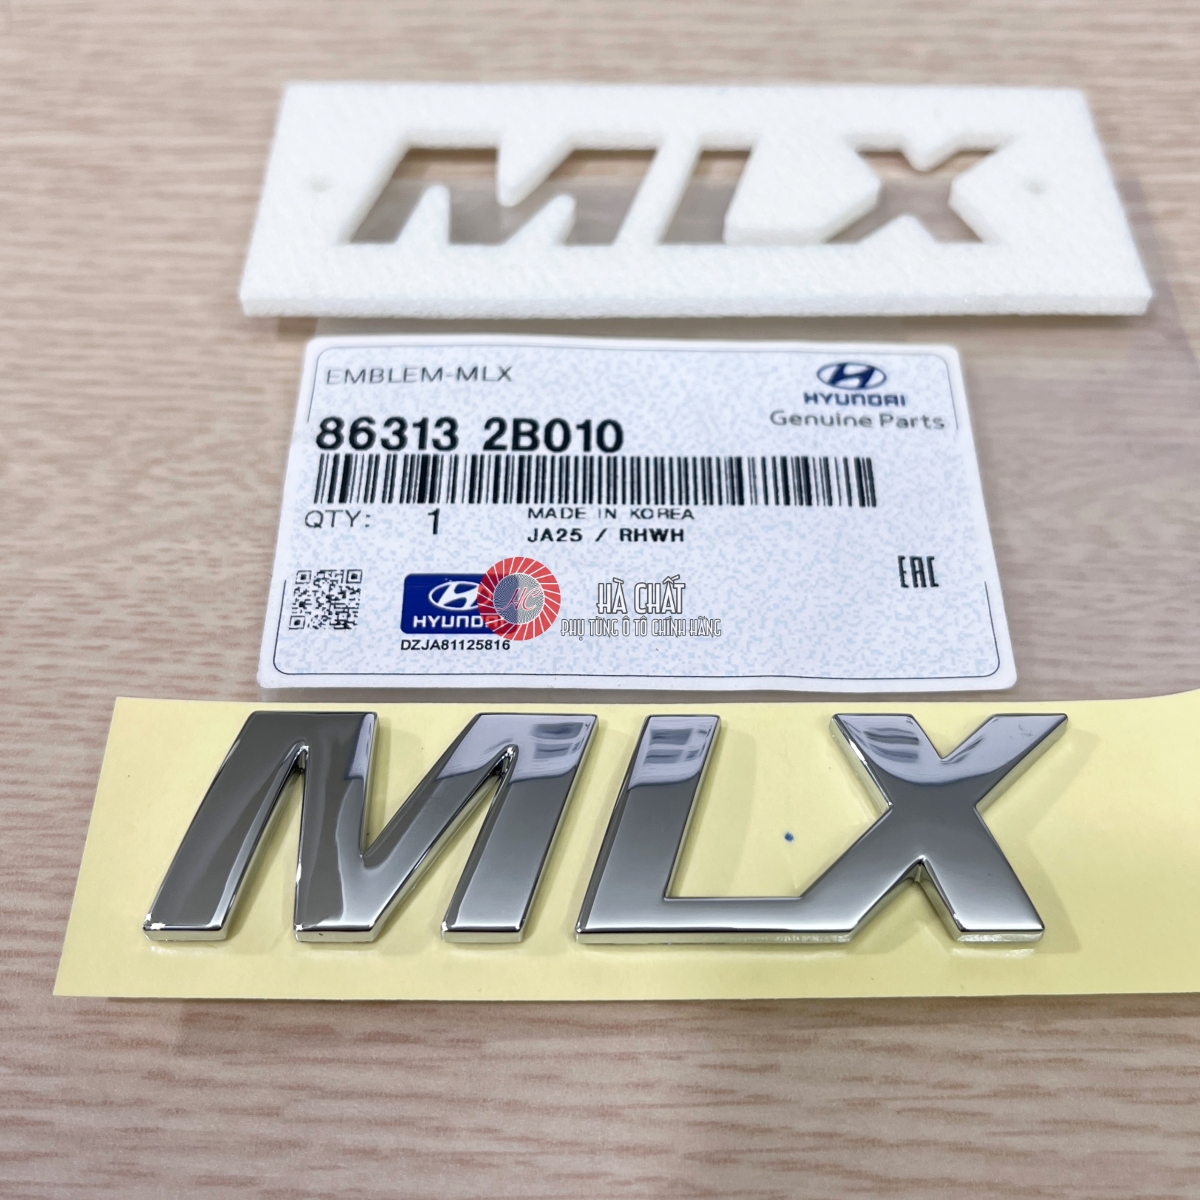 MLX
EMBLEM-MLX
HYUNDAI
Genuine Parts
86313 2B010
QTY: 1
MADE IN KOREA
JA25 / RHWH
EAC
HYUNDAI
DZJA81125816
HC
HÀ CHẤT
PHỤ TÙNG Ô TÔ CHÍNH HÃNG
MLX